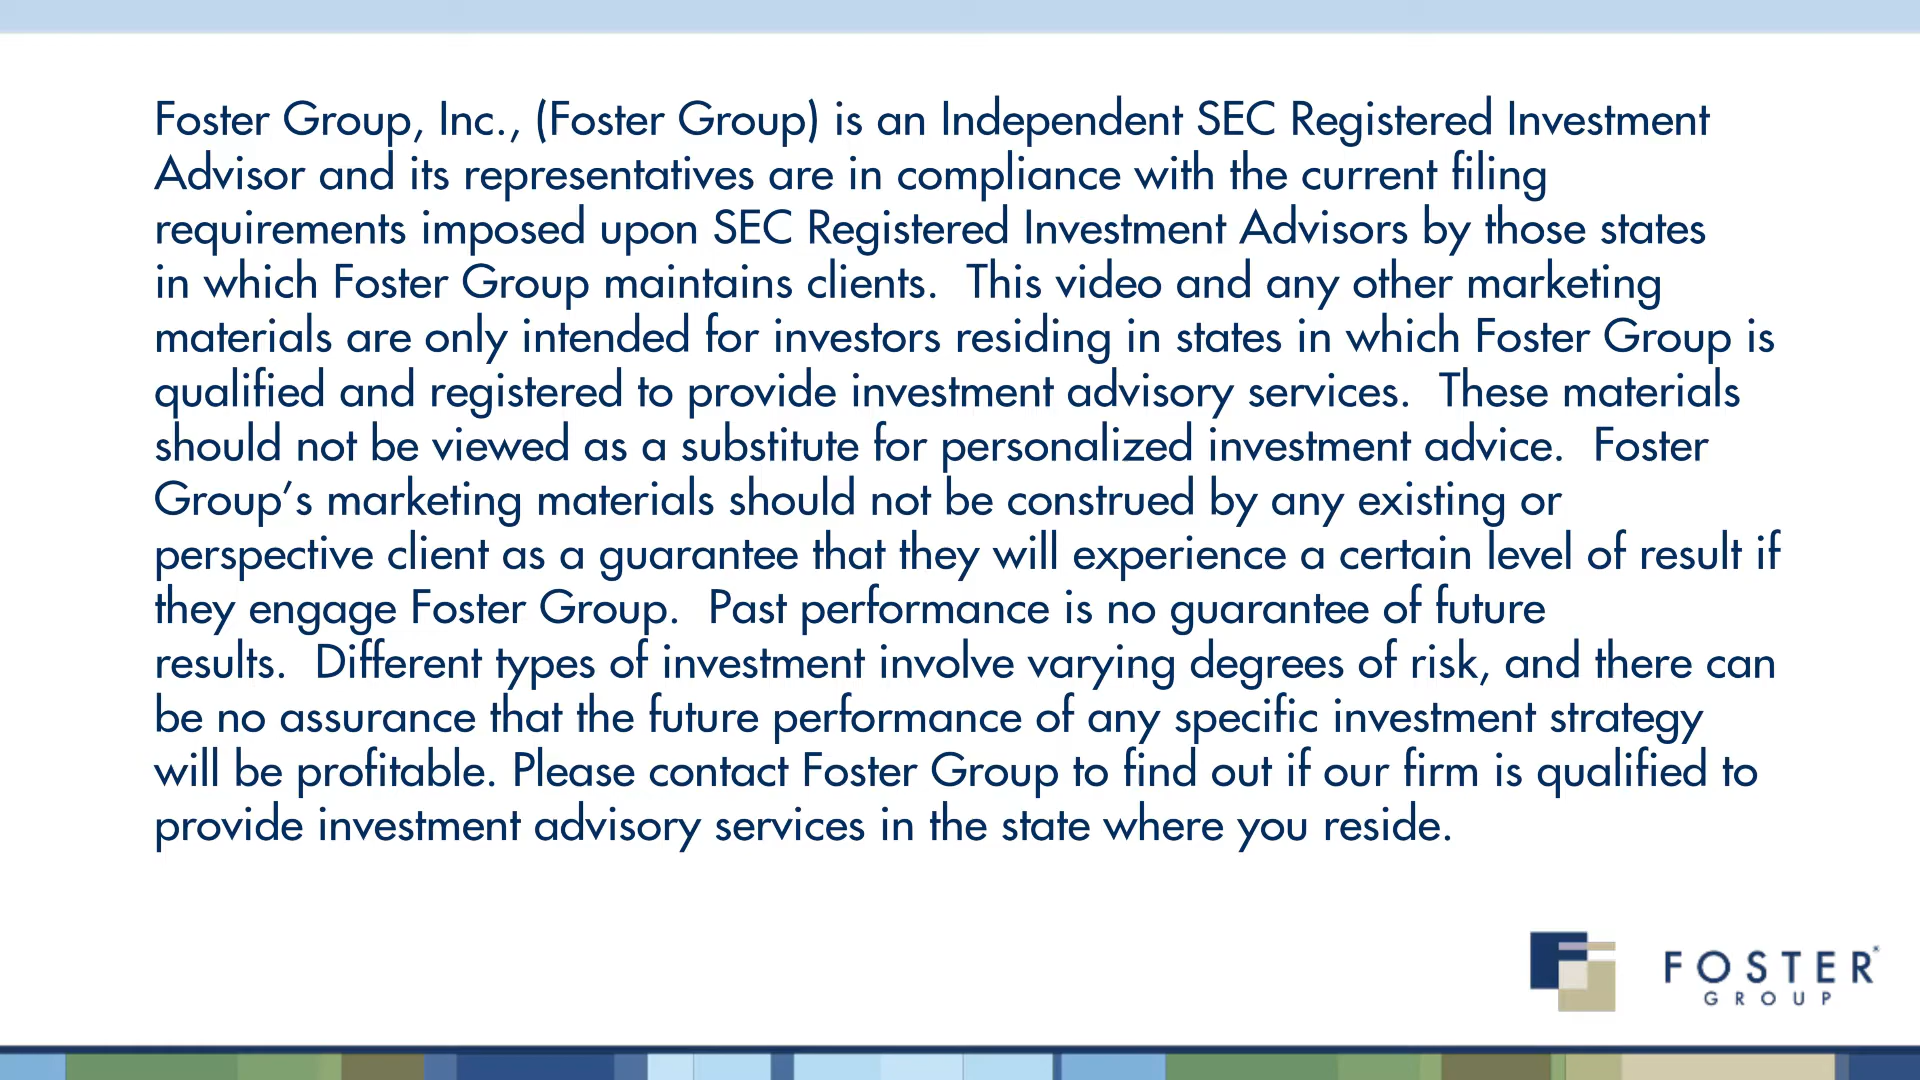 Foster Group, Inc., (Foster Group) is an Independent SEC Registered Investment
Advisor and its representatives are in compliance with the current filing
requirements imposed upon SEC Registered Investment Advisors by those states
in which Foster Group maintains clients.  This video and any other marketing
materials are only intended for investors residing in states in which Foster Group is
qualified and registered to provide investment advisory services.  These materials
should not be viewed as a substitute for personalized investment advice.  Foster
Group’s marketing materials should not be construed by any existing or
perspective client as a guarantee that they will experience a certain level of result if
they engage Foster Group.  Past performance is no guarantee of future
results.  Different types of investment involve varying degrees of risk, and there can
be no assurance that the future performance of any specific investment strategy
will be profitable. Please contact Foster Group to find out if our firm is qualified to
provide investment advisory services in the state where you reside.
FOSTER
GROUP